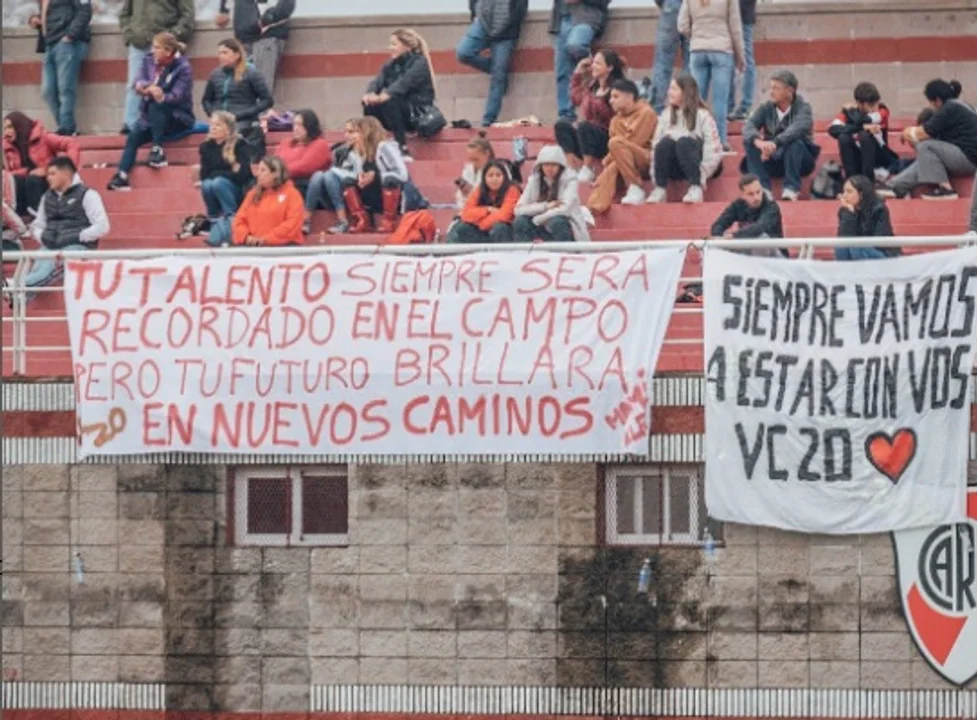 TU TALENTO SIEMPRE SERA
RECORDADO EN EL CAMPO
PERO TU FUTURO BRILLARA
EN NUEVOS CAMINOS
20
SIEMPRE VAMOS
A ESTAR CON VOS
VC20
CAR